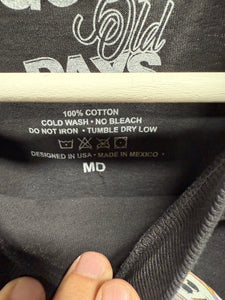 Old
DAYS
100% COTTON
COLD WASH • NO BLEACH
DO NOT IRON • TUMBLE DRY LOW
DESIGNED IN USA • MADE IN MEXICO •
MD